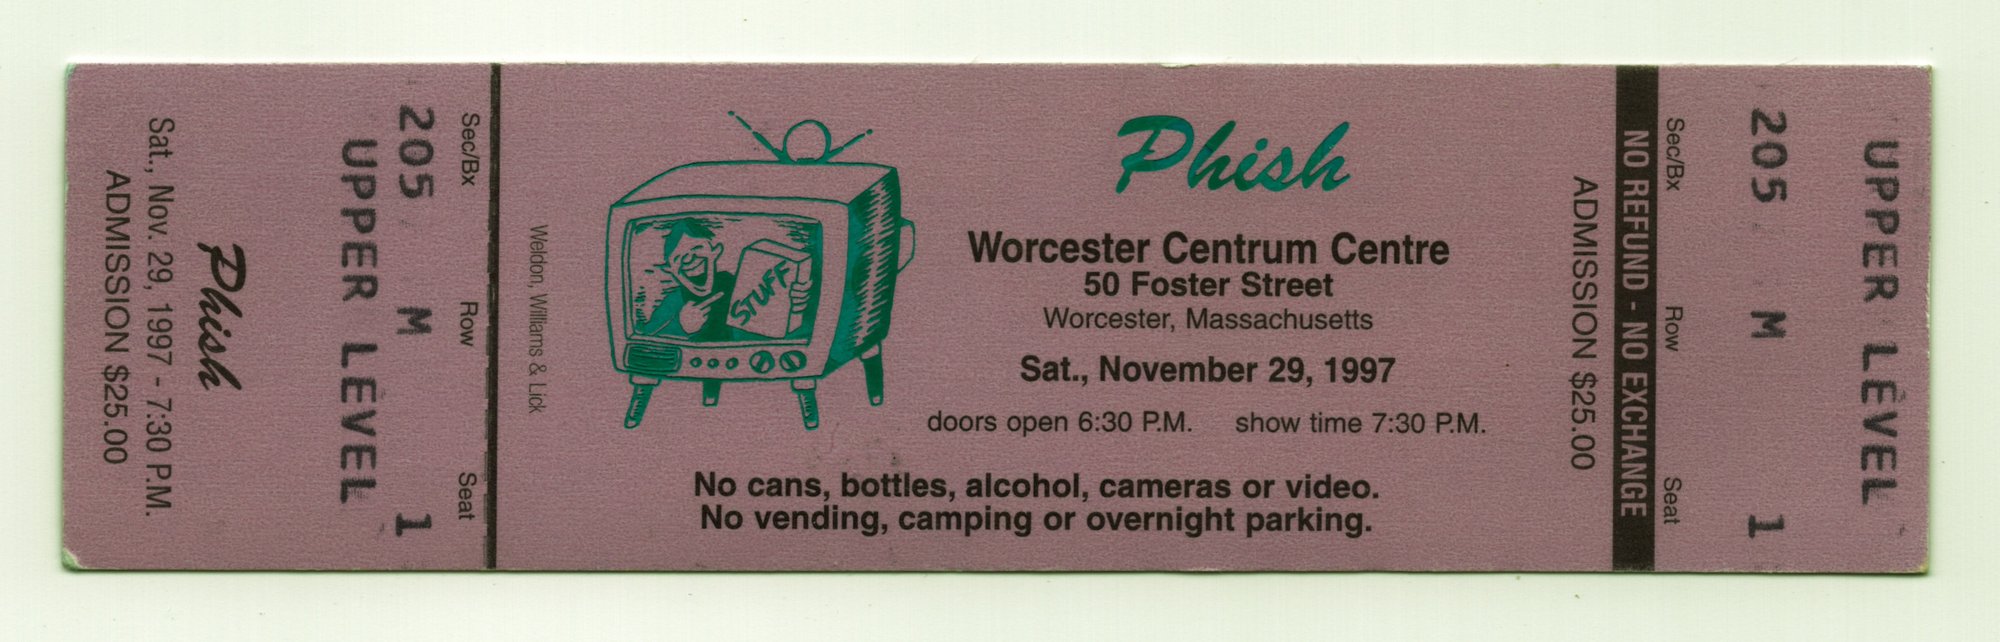 Phish
Sat., Nov. 29, 1997 - 7:30 P.M.
ADMISSION $25.00
Sec/Bx Row Seat
205 M 1
UPPER LEVEL
Weldon, Williams & Lick
STUFF
Phish
Worcester Centrum Centre
50 Foster Street
Worcester, Massachusetts
Sat., November 29, 1997
doors open 6:30 P.M. show time 7:30 P.M.
No cans, bottles, alcohol, cameras or video.
No vending, camping or overnight parking.
UPPER LEVEL
205 M 1
Sec/Bx Row Seat
NO REFUND - NO EXCHANGE
ADMISSION $25.00